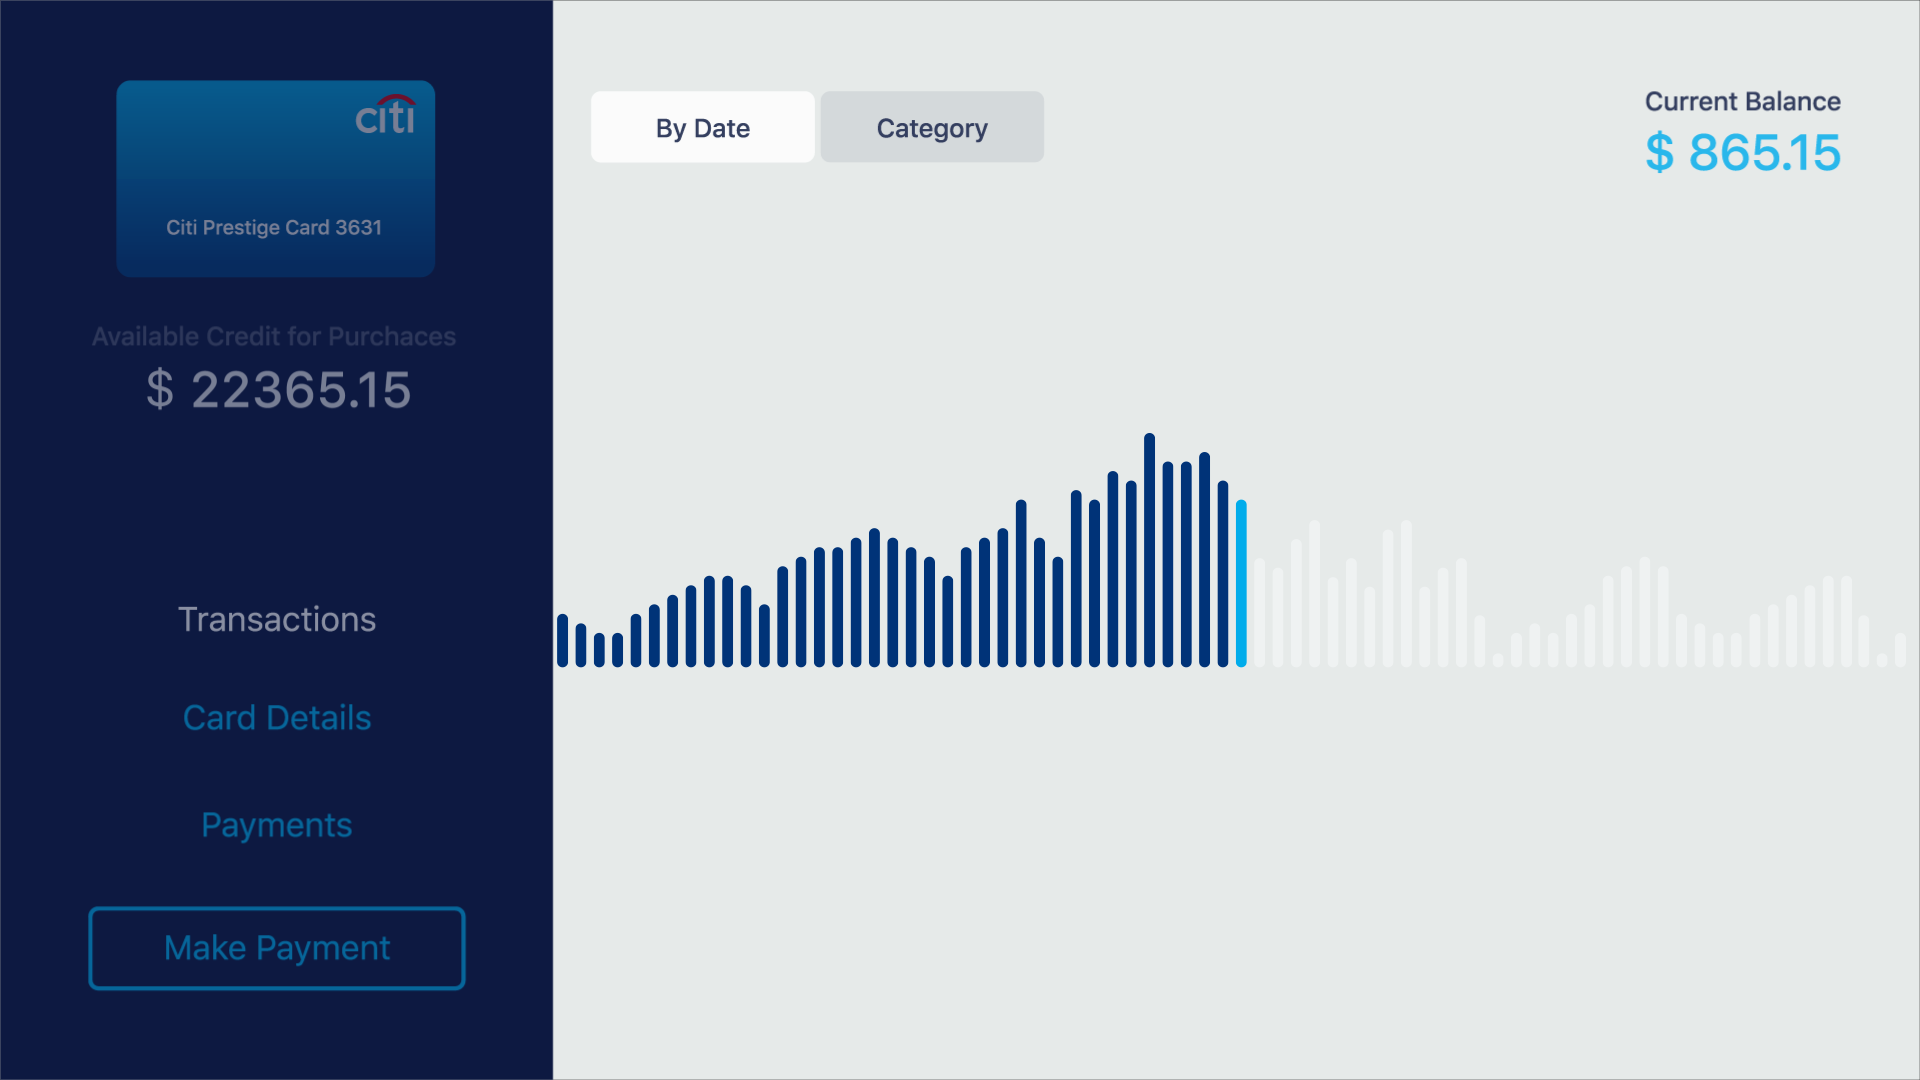 citi
Citi Prestige Card 3631
Available Credit for Purchaces
$ 22365.15
Transactions
Card Details
Payments
Make Payment
By Date
Category
Current Balance
$ 865.15